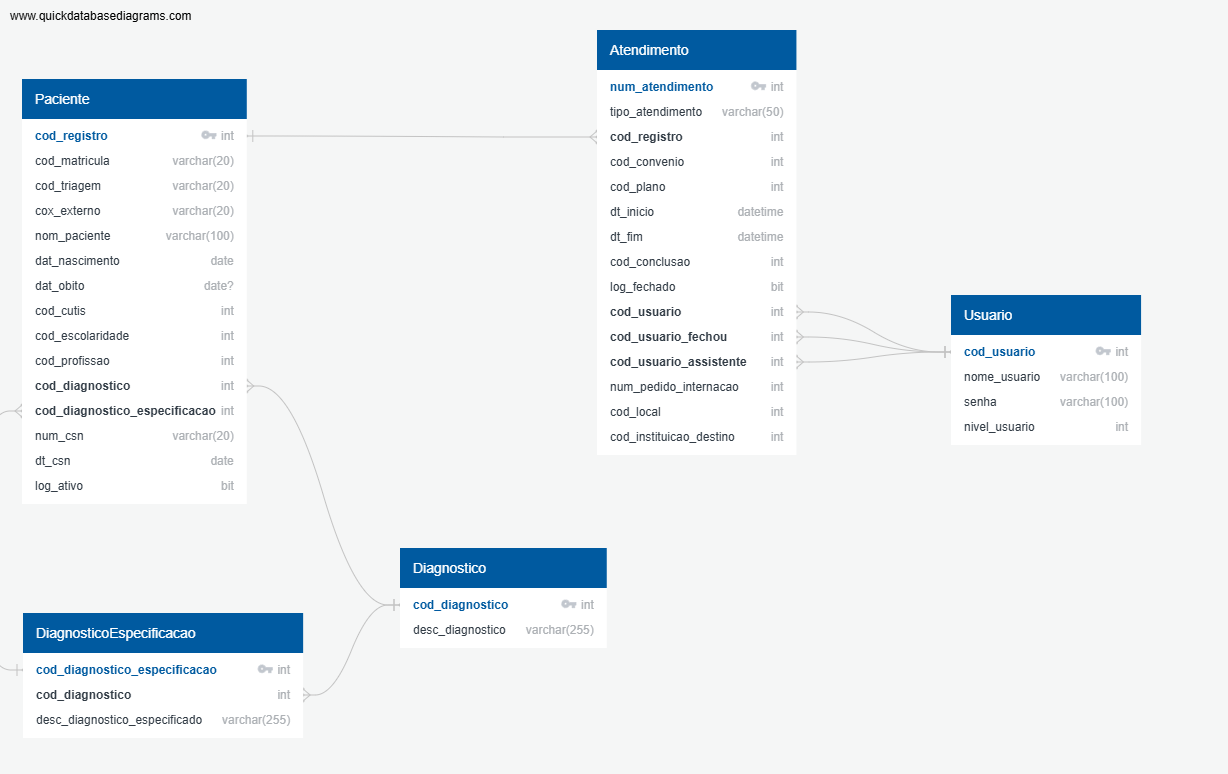 www.quickdatabasediagrams.com
Paciente
cod_registro int
cod_matricula varchar(20)
cod_triagem varchar(20)
cox_externo varchar(20)
nom_paciente varchar(100)
dat_nascimento date
dat_obito date?
cod_cutis int
cod_escolaridade int
cod_profissao int
cod_diagnostico int
cod_diagnostico_especificacao int
num_csn varchar(20)
dt_csn date
log_ativo bit
Atendimento
num_atendimento int
tipo_atendimento varchar(50)
cod_registro int
cod_convenio int
cod_plano int
dt_inicio datetime
dt_fim datetime
cod_conclusao int
log_fechado bit
cod_usuario int
cod_usuario_fechou int
cod_usuario_assistente int
num_pedido_internacao int
cod_local int
cod_instituicao_destino int
Usuario
cod_usuario int
nome_usuario varchar(100)
senha varchar(100)
nivel_usuario int
Diagnostico
cod_diagnostico int
desc_diagnostico varchar(255)
DiagnosticoEspecificacao
cod_diagnostico_especificacao int
cod_diagnostico int
desc_diagnostico_especificado varchar(255)